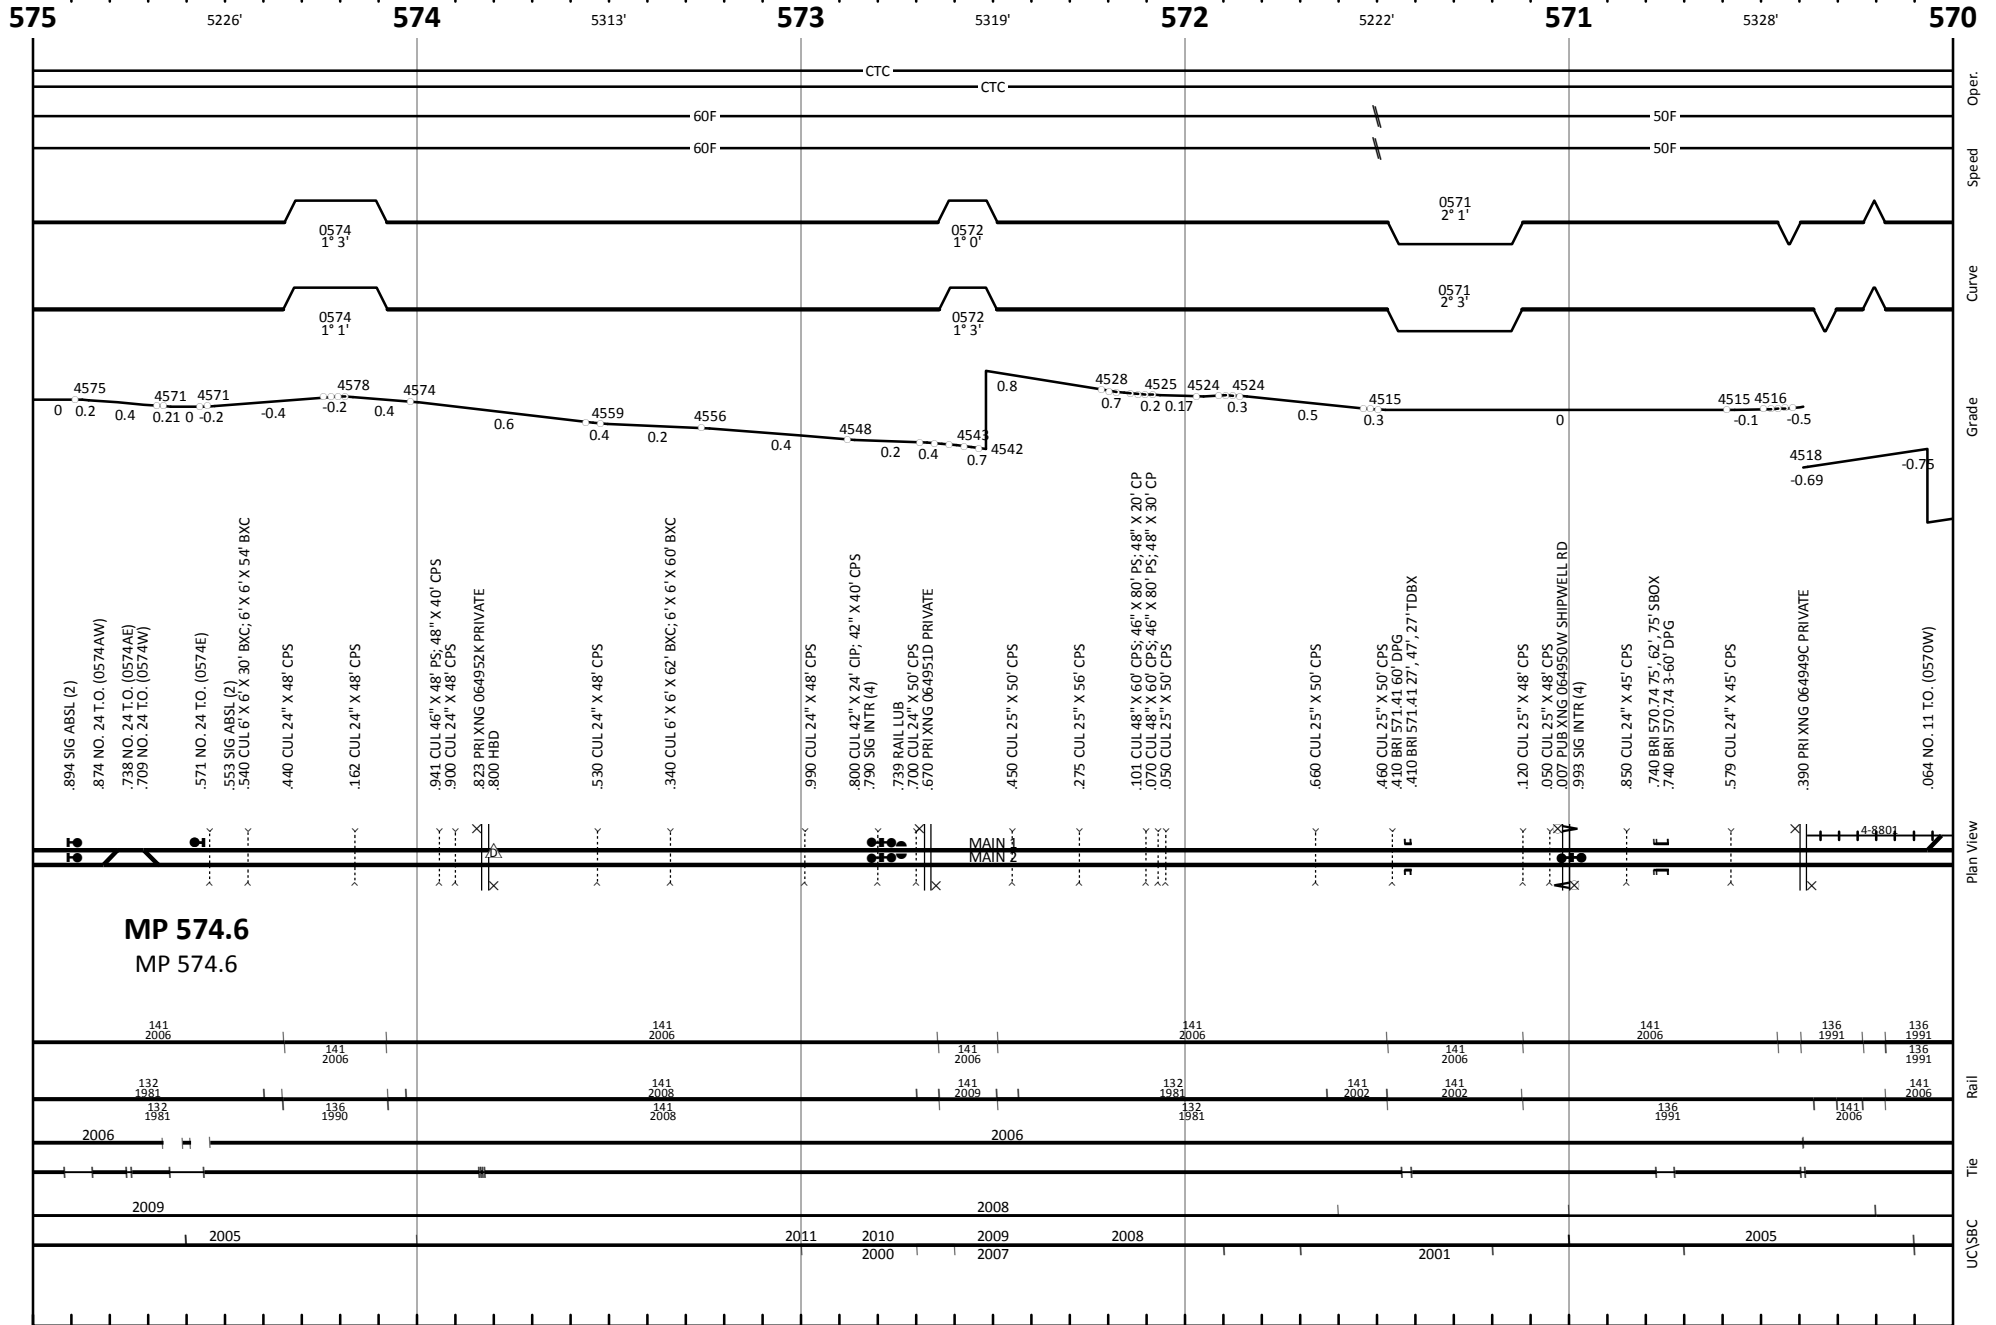 575 5226' 574 5313' 573 5319' 572 5222' 571 5328' 570
CTC
CTC
Oper.
60F 50F
60F 50F
Speed
0574
1° 3'
0572
1° 0'
0571
2° 1'
0574
1° 1'
0572
1° 3'
0571
2° 3'
Curve
4575 4571 4571 4578 4574 4559 4556 4548 4543 4542 4528 4525 4524 4524 4515 4515 4516 4518
0 0.2 0.4 0.21 0 -0.2 -0.4 -0.2 0.4 0.6 0.4 0.2 0.4 0.2 0.4 0.7 0.8 0.7 0.2 0.17 0.3 0.5 0.3 0 -0.1 -0.5 -0.69 -0.75
Grade
.894 SIG ABSL (2)
.874 NO. 24 T.O. (0574AW)
.738 NO. 24 T.O. (0574AE)
.709 NO. 24 T.O. (0574W)
.571 NO. 24 T.O. (0574E)
.553 SIG ABSL (2)
.540 CUL 6' X 6' X 30' BXC; 6' X 6' X 54' BXC
.440 CUL 24" X 48' CPS
.162 CUL 24" X 48' CPS
.941 CUL 46" X 48' PS; 48" X 40' CPS
.900 CUL 24" X 48' CPS
.823 PRI XNG 064952K PRIVATE
.800 HBD
.530 CUL 24" X 48' CPS
.340 CUL 6' X 6' X 62' BXC; 6' X 6' X 60' BXC
.990 CUL 24" X 48' CPS
.800 CUL 42" X 24' CIP; 42" X 40' CPS
.790 SIG INTR (4)
.739 RAIL LUB
.700 CUL 24" X 50' CPS
.670 PRI XNG 064951D PRIVATE
.450 CUL 25" X 50' CPS
.275 CUL 25" X 56' CPS
.101 CUL 48" X 60' CPS; 46" X 80' PS; 48" X 20' CP
.070 CUL 48" X 60' CPS; 46" X 80' PS; 48" X 30' CP
.050 CUL 25" X 50' CPS
.660 CUL 25" X 50' CPS
.460 CUL 25" X 50' CPS
.410 BRI 571.41 60' DPG
.410 BRI 571.41 27', 47', 27' TDBX
.120 CUL 25" X 48' CPS
.050 CUL 25" X 48' CPS
.007 PUB XNG 064950W SHIPWELL RD
.993 SIG INTR (4)
.850 CUL 24" X 45' CPS
.740 BRI 570.74 75', 62', 75' SBOX
.740 BRI 570.74 3-60' DPG
.579 CUL 24" X 45' CPS
.390 PRI XNG 064949C PRIVATE
.064 NO. 11 T.O. (0570W)
D
MAIN 1
MAIN 2
4-8801
Plan View
MP 574.6
MP 574.6
141 141 141 141 136 136
2006 2006 2006 2006 1991 1991
141 141 141 136
2006 2006 2006 1991
132 141 141 132 141 141 141
1981 2008 2009 1981 2002 2002 2006
132 136 141 132 136 141
1981 1990 2008 1981 1991 2006
Rail
2006 2006
Tie
2009 2008
2005 2011 2010 2009 2008 2005
2000 2007 2001
UC\SBC